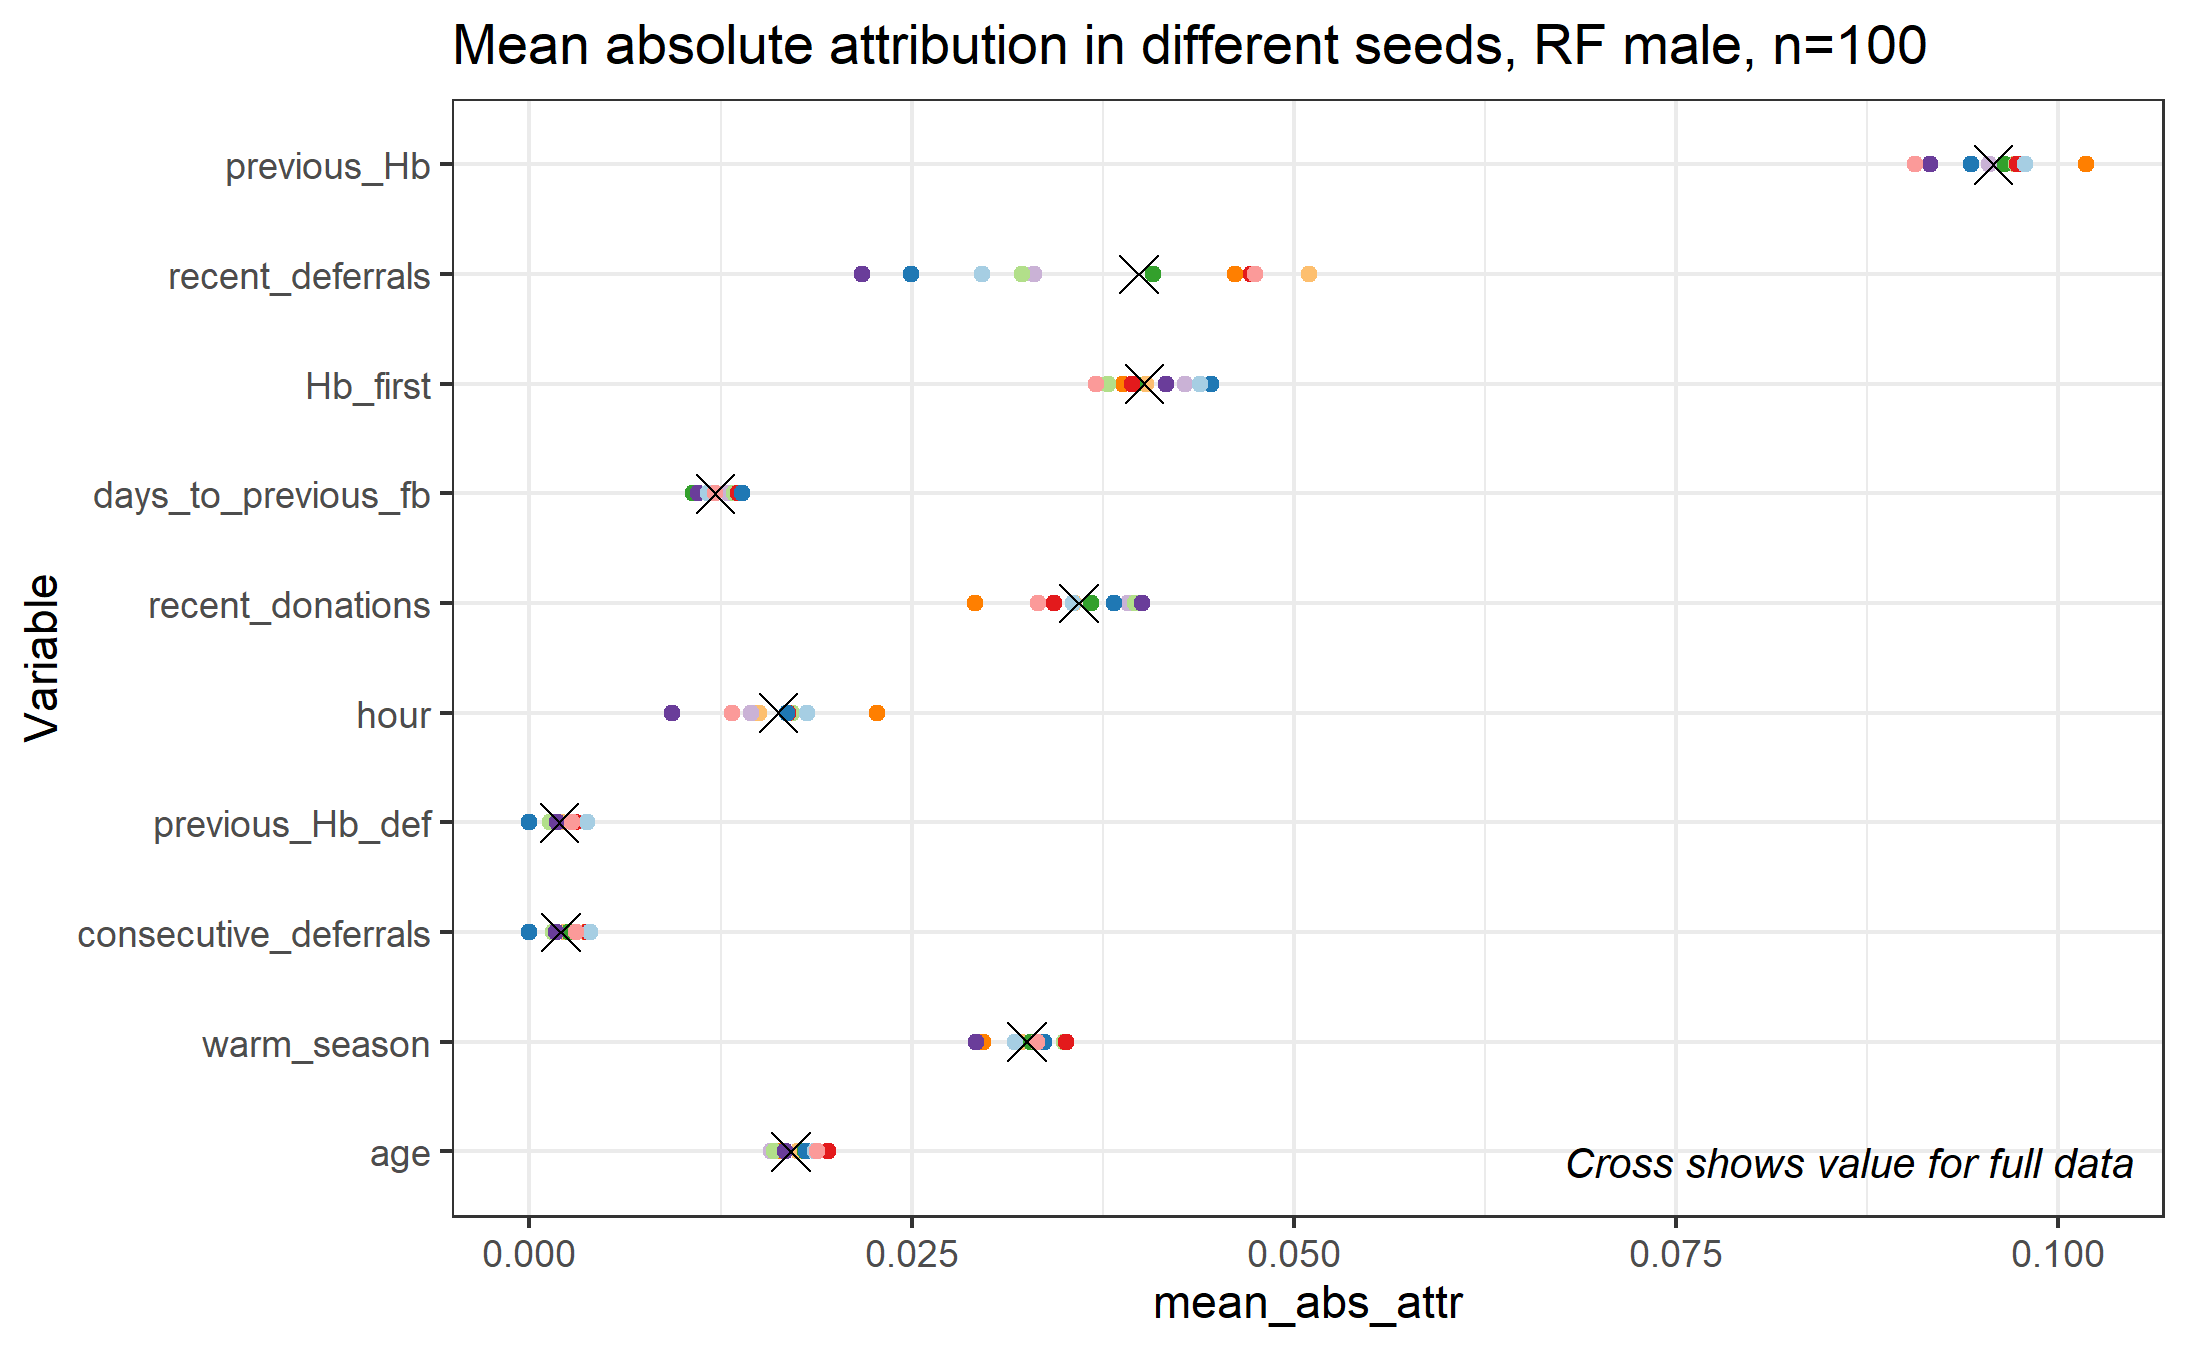 Mean absolute attribution in different seeds, RF male, n=100
previous_Hb
recent_deferrals
Hb_first
days_to_previous_fb
recent_donations
hour
previous_Hb_def
consecutive_deferrals
warm_season
age
Variable
Cross shows value for full data
0.000 0.025 0.050 0.075 0.100
mean_abs_attr